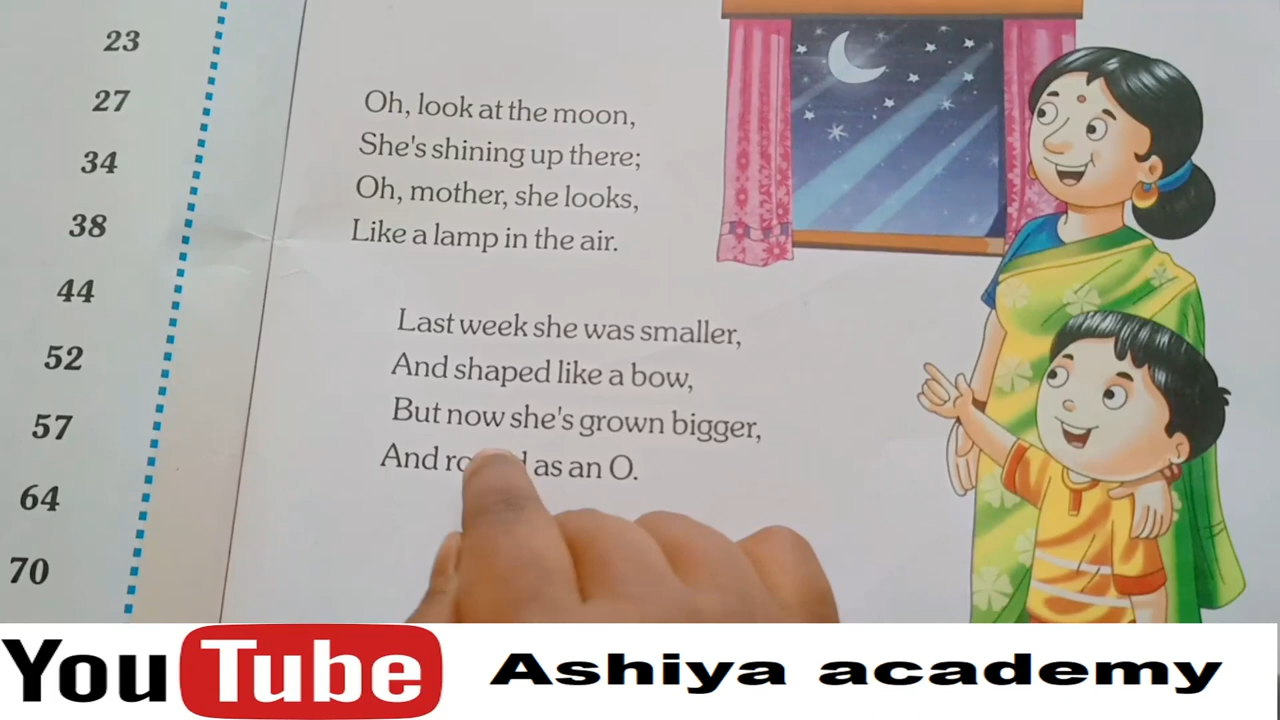 23
27
34
38
44
52
57
64
70
Oh, look at the moon,
She's shining up there;
Oh, mother, she looks,
Like a lamp in the air.
Last week she was smaller,
And shaped like a bow,
But now she's grown bigger,
And as an O.
YouTube Ashiya academy